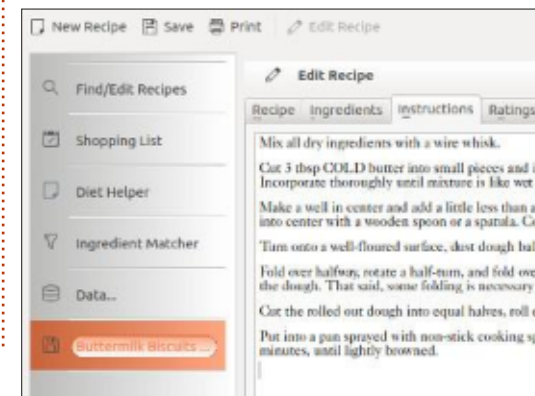 New Recipe Save Print Edit Recipe
Find/Edit Recipes
Shopping List
Diet Helper
Ingredient Matcher
Data...
Buttermilk Biscuits ...
Edit Recipe
Recipe Ingredients Instructions Ratings
Mix all dry ingredients with a wire whisk.
Cut 3 tbsp COLD butter into small pieces and
Incorporate thoroughly until mixture is like wet
Make a well in center and add a little less than a
into center with a wooden spoon or a spatula.
Turn onto a well-floured surface, dust dough
Fold over halfway, rotate a half-turn, and fold
the dough. That said, some folding is necessary
Cut the rolled out dough into equal halves, roll
Put into a pan sprayed with non-stick cooking
minutes, until lightly browned.